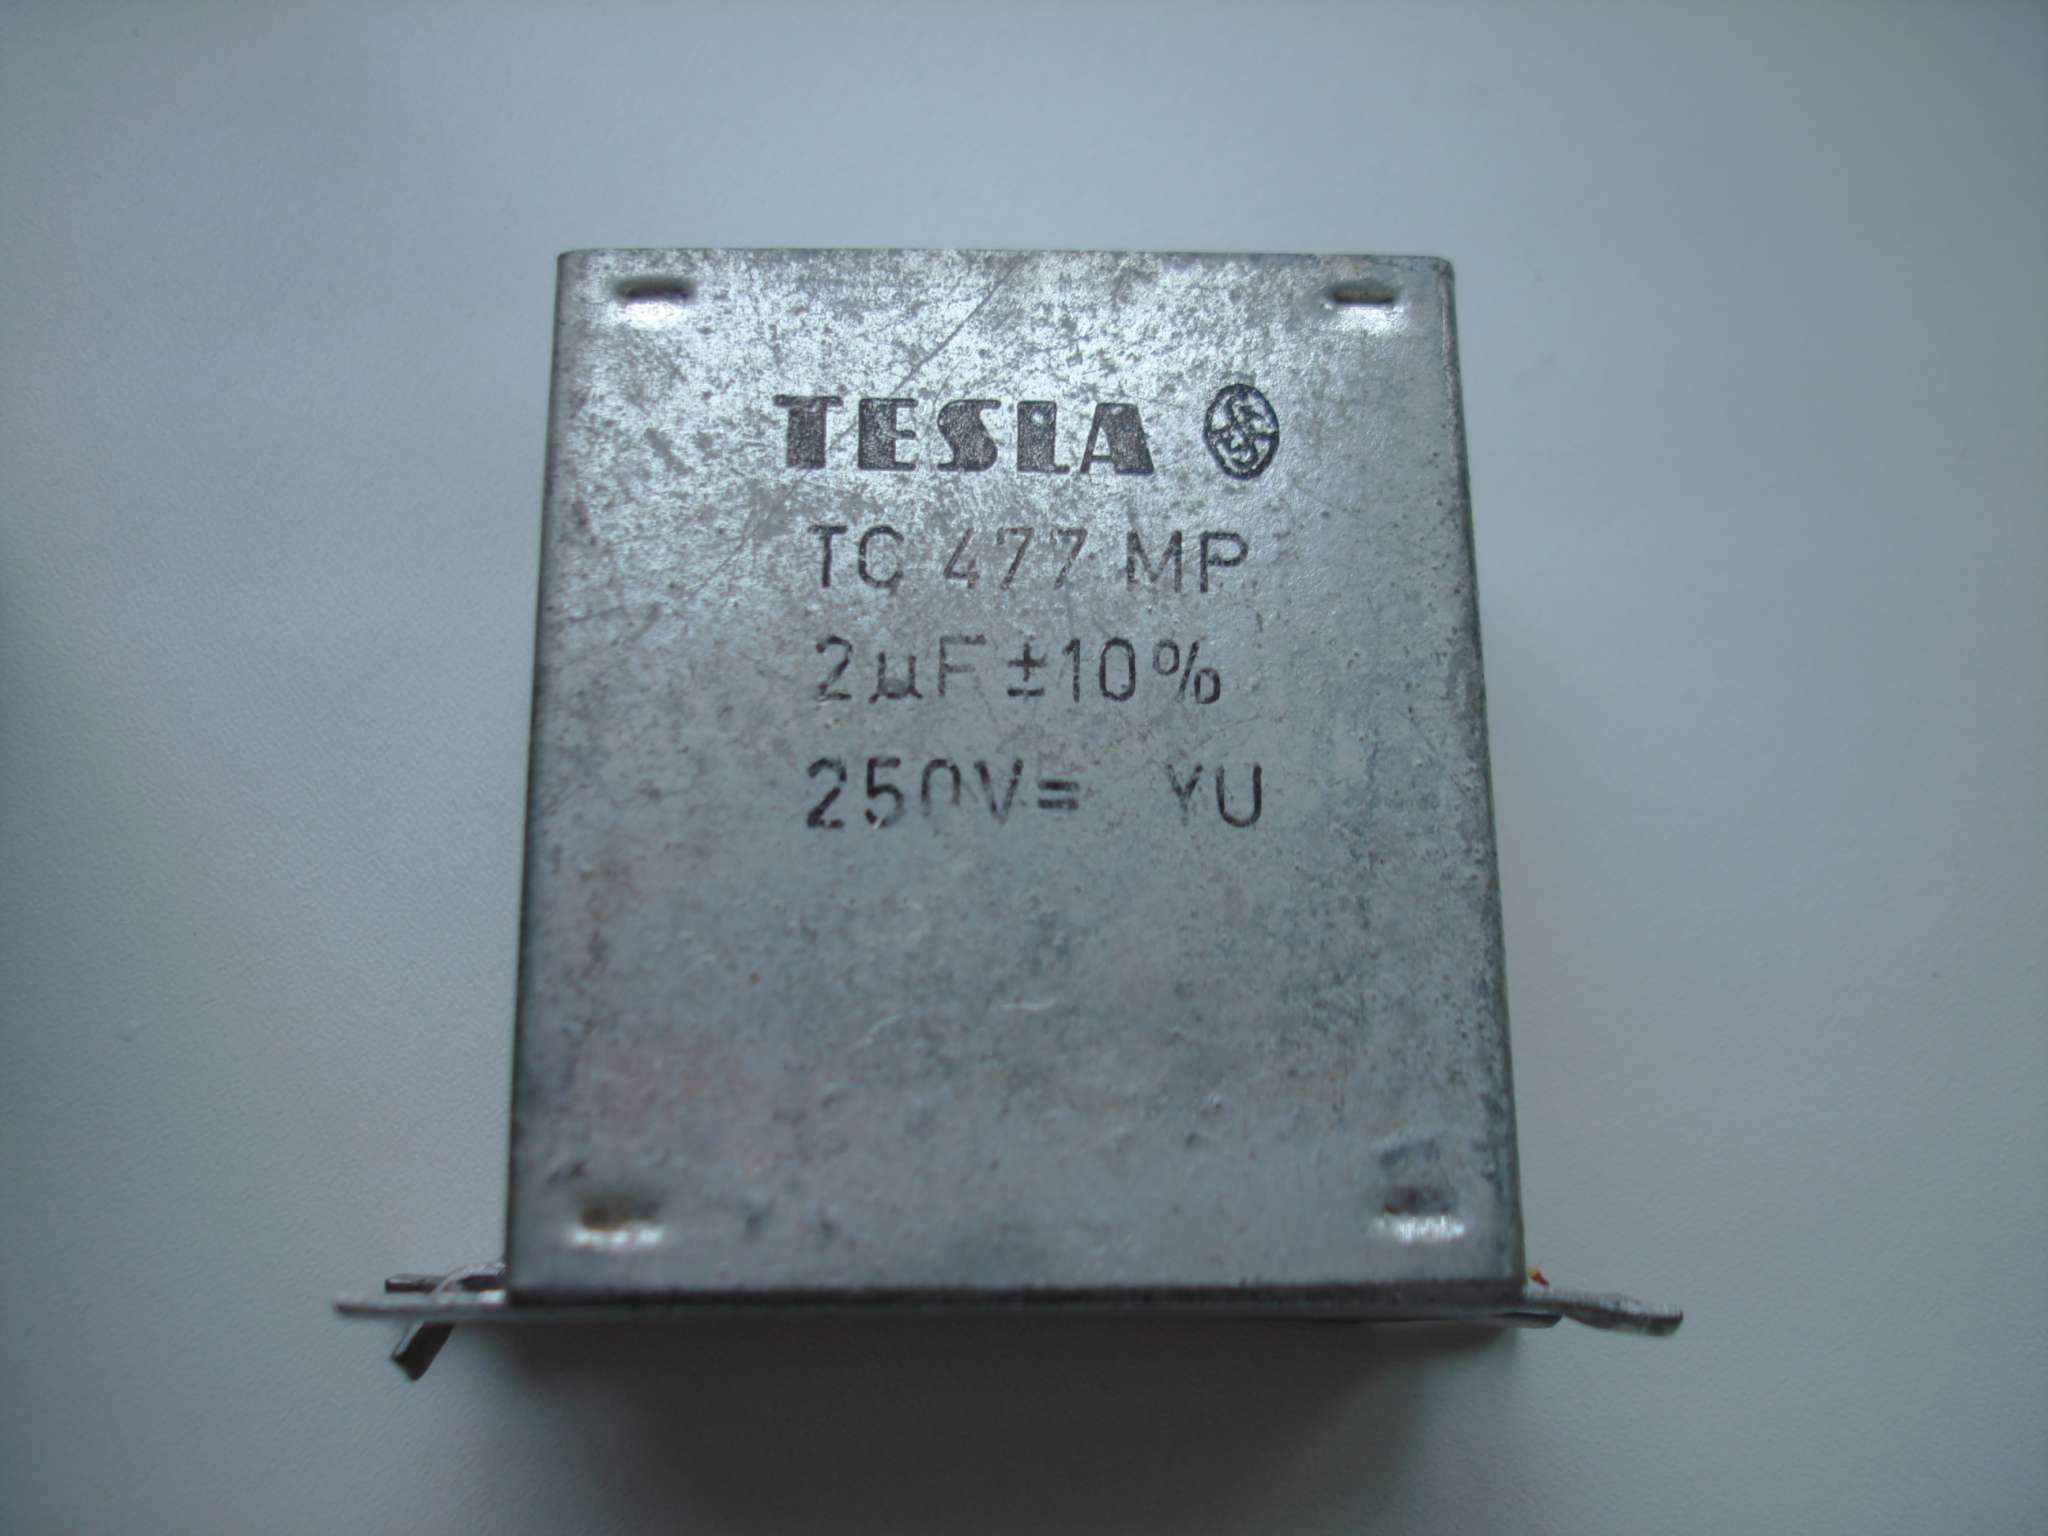 TESLA
TC 477 MP
2µF ±10%
250V= YU